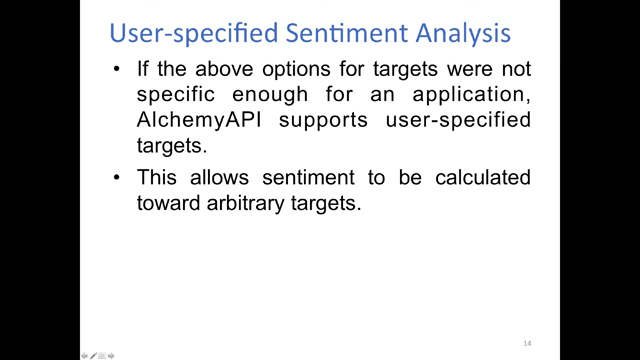 User-specified Sentiment Analysis
• If the above options for targets were not
specific enough for an application,
AlchemyAPI supports user-specified
targets.
• This allows sentiment to be calculated
toward arbitrary targets.
14